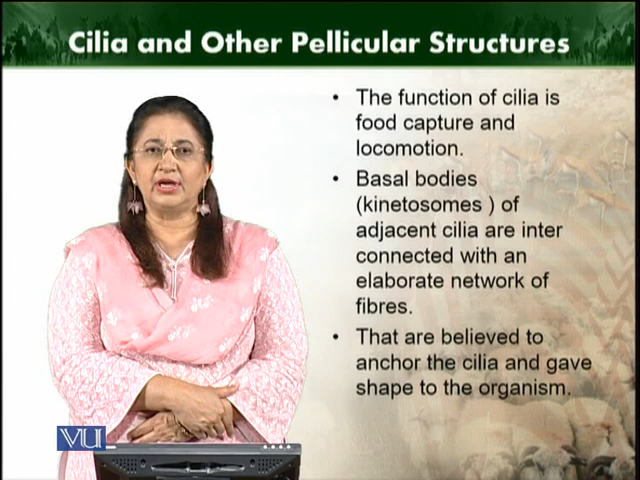 Cilia and Other Pellicular Structures
• The function of cilia is
food capture and
locomotion.
• Basal bodies
(kinetosomes ) of
adjacent cilia are inter
connected with an
elaborate network of
fibres.
• That are believed to
anchor the cilia and gave
shape to the organism.
VU